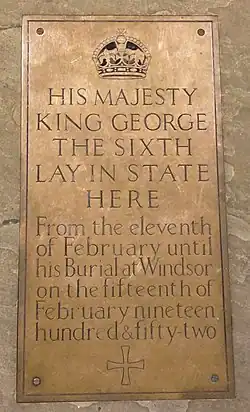 HIS MAJESTY
KING GEORGE
THE SIXTH
LAY IN STATE
HERE
From the eleventh
of February until
his Burial at Windsor
on the fifteenth of
February nineteen
hundred & fifty-two